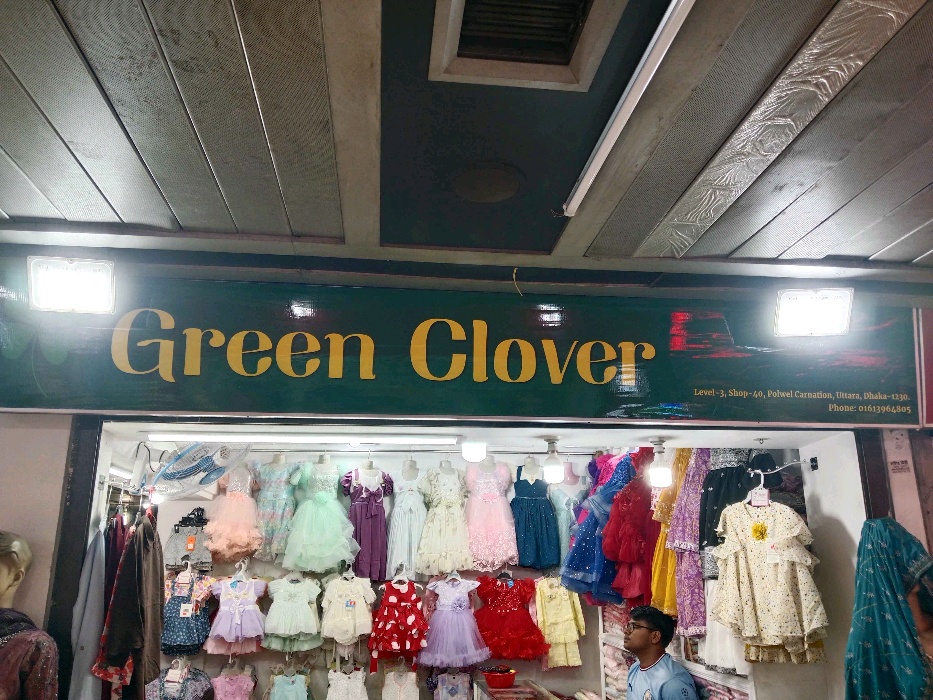 Green Clover
Level-3, Shop-40, Polwel Carnation, Uttara, Dhaka-1230.
Phone: 01613964805